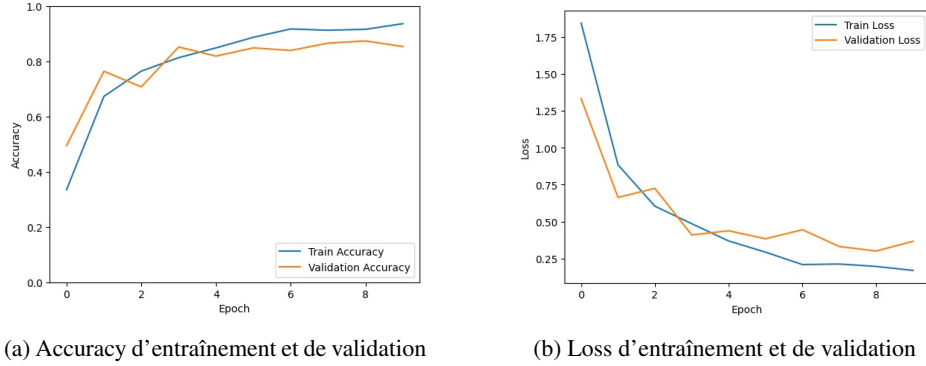 1.0
0.8
0.6
0.4
0.2
0.0
Accuracy
Train Accuracy
Validation Accuracy
0 2 4 6 8
Epoch
(a) Accuracy d'entraînement et de validation
1.75
1.50
1.25
1.00
0.75
0.50
0.25
Loss
Train Loss
Validation Loss
0 2 4 6 8
Epoch
(b) Loss d'entraînement et de validation